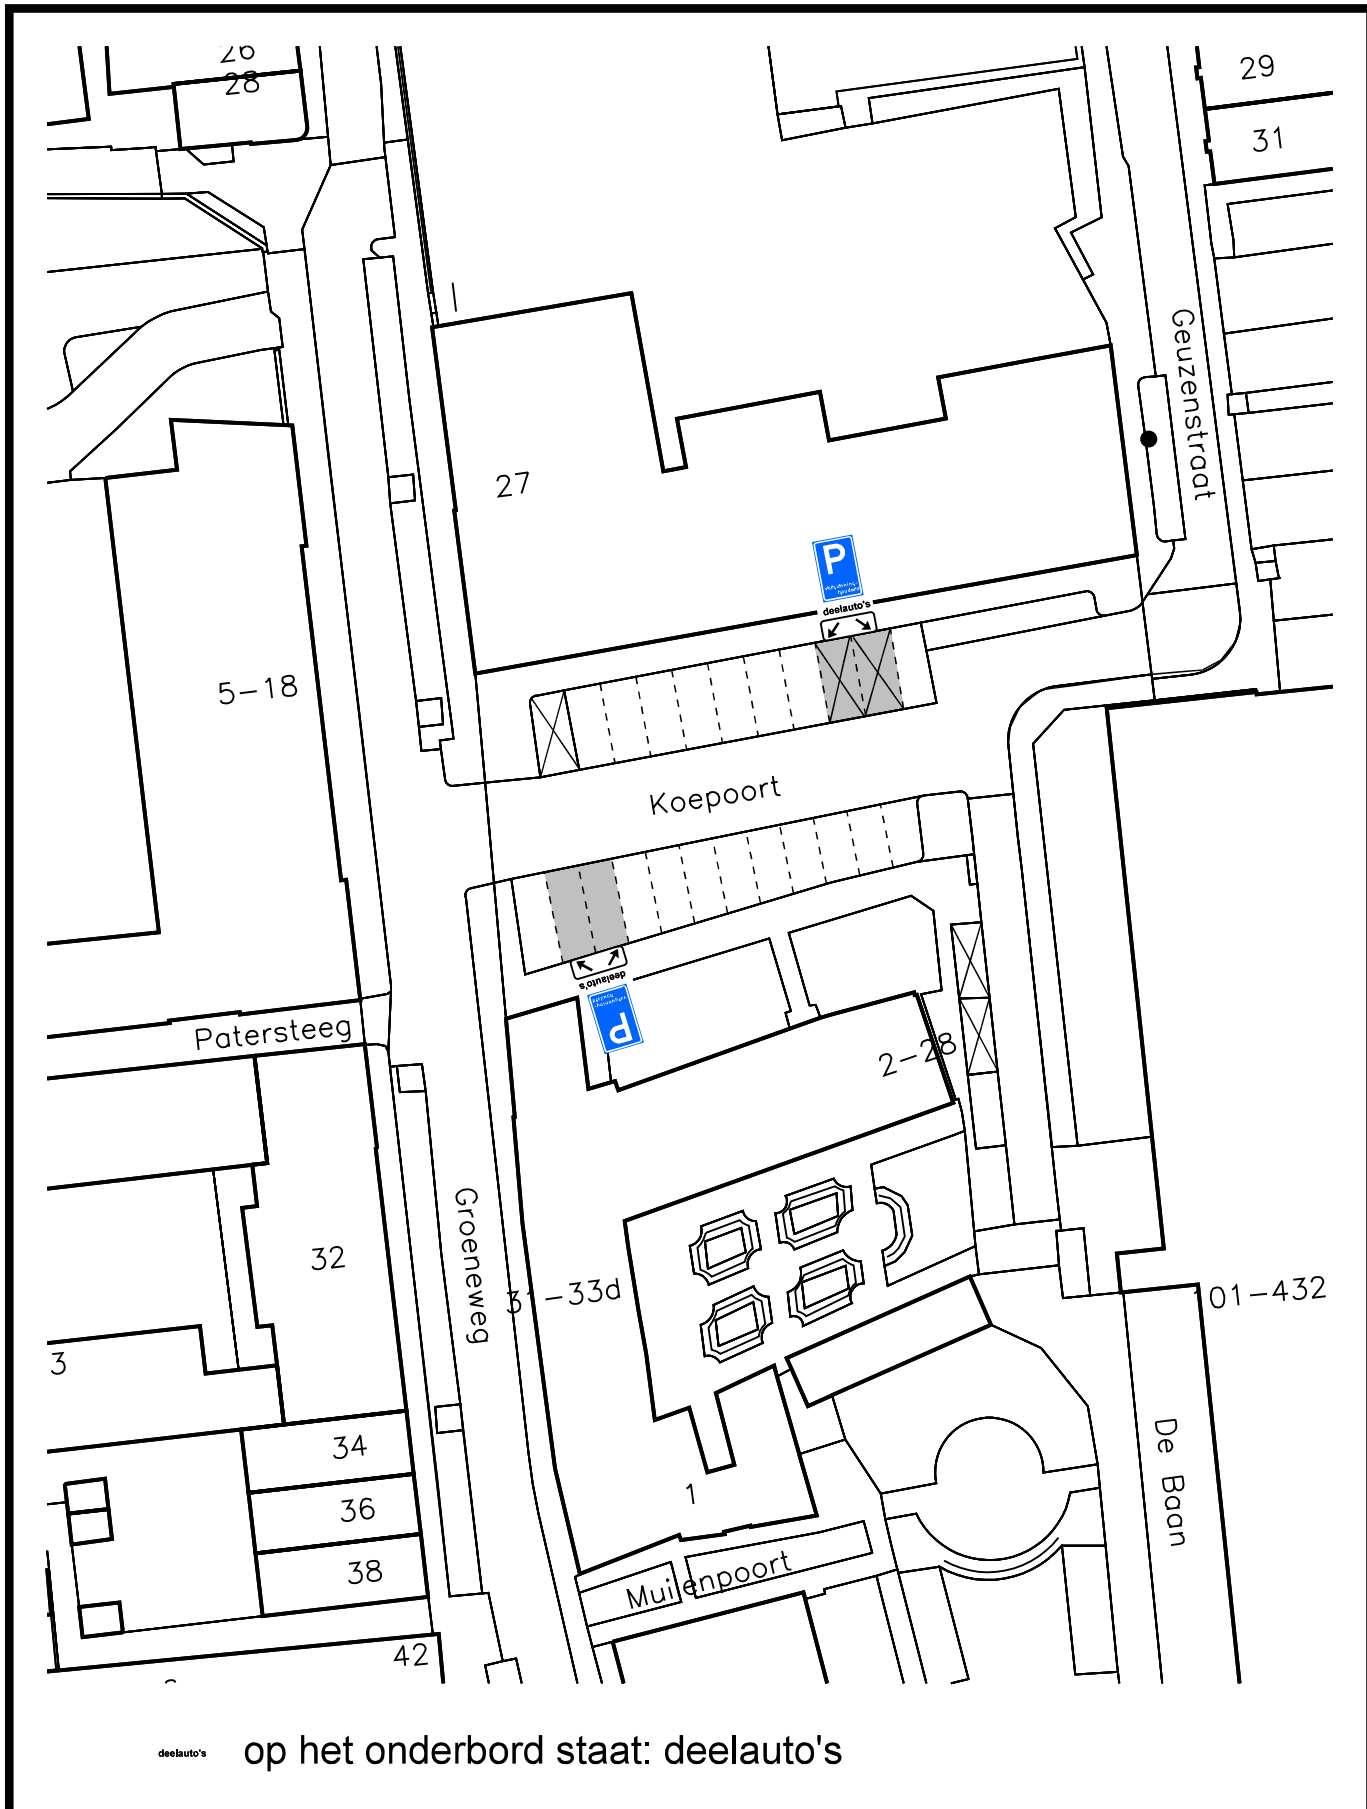 26
28
29
31
Geuzenstraat
27
P
deelauto's
5-18
Koepoort
deelauto's
P
Patersteeg
2-28
Groeneweg
32
-33d
01-432
3
34
De Baan
1
36
38
Muilenpoort
42
deelauto's op het onderbord staat: deelauto's